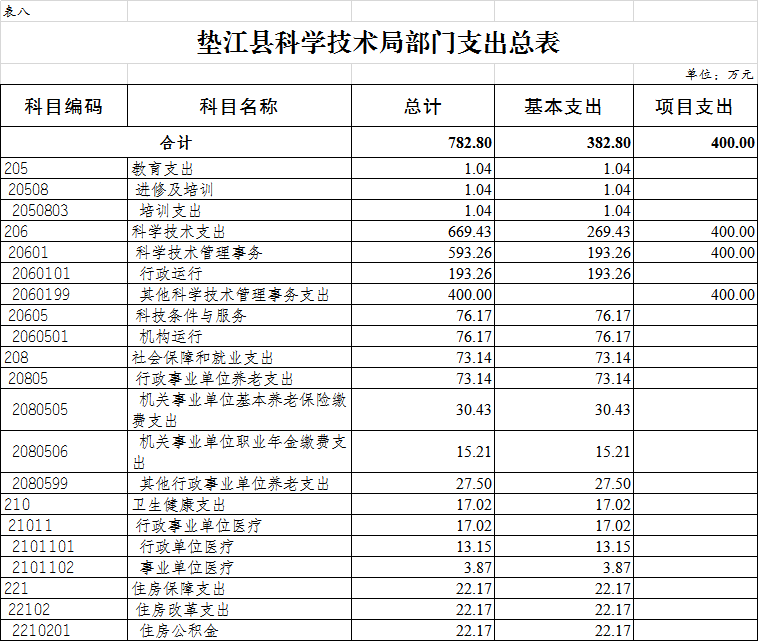 表八
垫江县科学技术局部门支出总表
单位：万元
科目编码 科目名称 总计 基本支出 项目支出
合计 782.80 382.80 400.00
205 教育支出 1.04 1.04
20508 进修及培训 1.04 1.04
2050803 培训支出 1.04 1.04
206 科学技术支出 669.43 269.43 400.00
20601 科学技术管理事务 593.26 193.26 400.00
2060101 行政运行 193.26 193.26
2060199 其他科学技术管理事务支出 400.00 400.00
20605 科技条件与服务 76.17 76.17
2060501 机构运行 76.17 76.17
208 社会保障和就业支出 73.14 73.14
20805 行政事业单位养老支出 73.14 73.14
2080505 机关事业单位基本养老保险缴 30.43 30.43
费支出
2080506 机关事业单位职业年金缴费支 15.21 15.21
出
2080599 其他行政事业单位养老支出 27.50 27.50
210 卫生健康支出 17.02 17.02
21011 行政事业单位医疗 17.02 17.02
2101101 行政单位医疗 13.15 13.15
2101102 事业单位医疗 3.87 3.87
221 住房保障支出 22.17 22.17
22102 住房改革支出 22.17 22.17
2210201 住房公积金 22.17 22.17